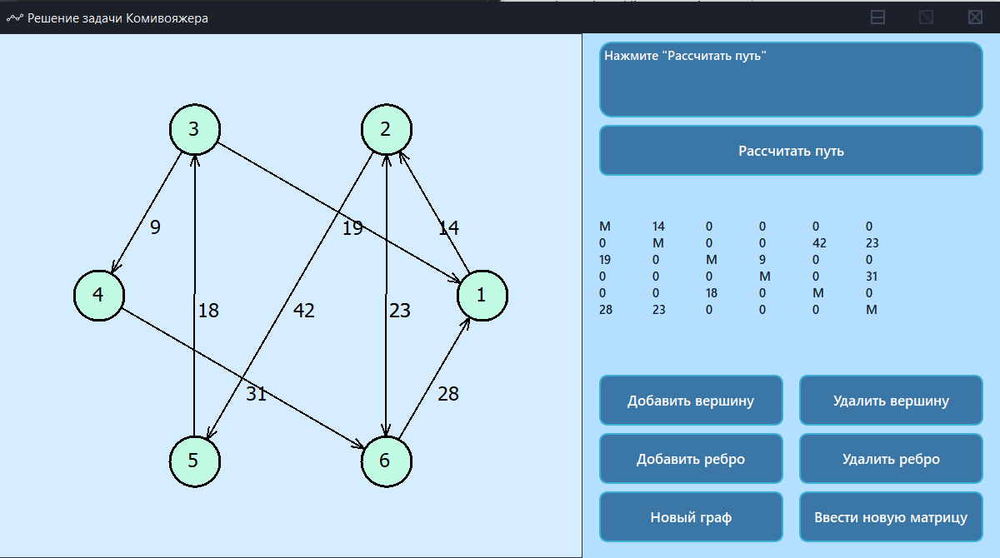 Решение задачи Комивояжера
Нажмите "Рассчитать путь"
Рассчитать путь
3
2
9
19
14
4
1
18
42
23
31
28
5
6
M 14 0 0 0 0
0 M 0 0 42 23
19 0 M 9 0 0
0 0 0 M 0 31
0 0 18 0 M 0
28 23 0 0 0 M
Добавить вершину
Удалить вершину
Добавить ребро
Удалить ребро
Новый граф
Ввести новую матрицу